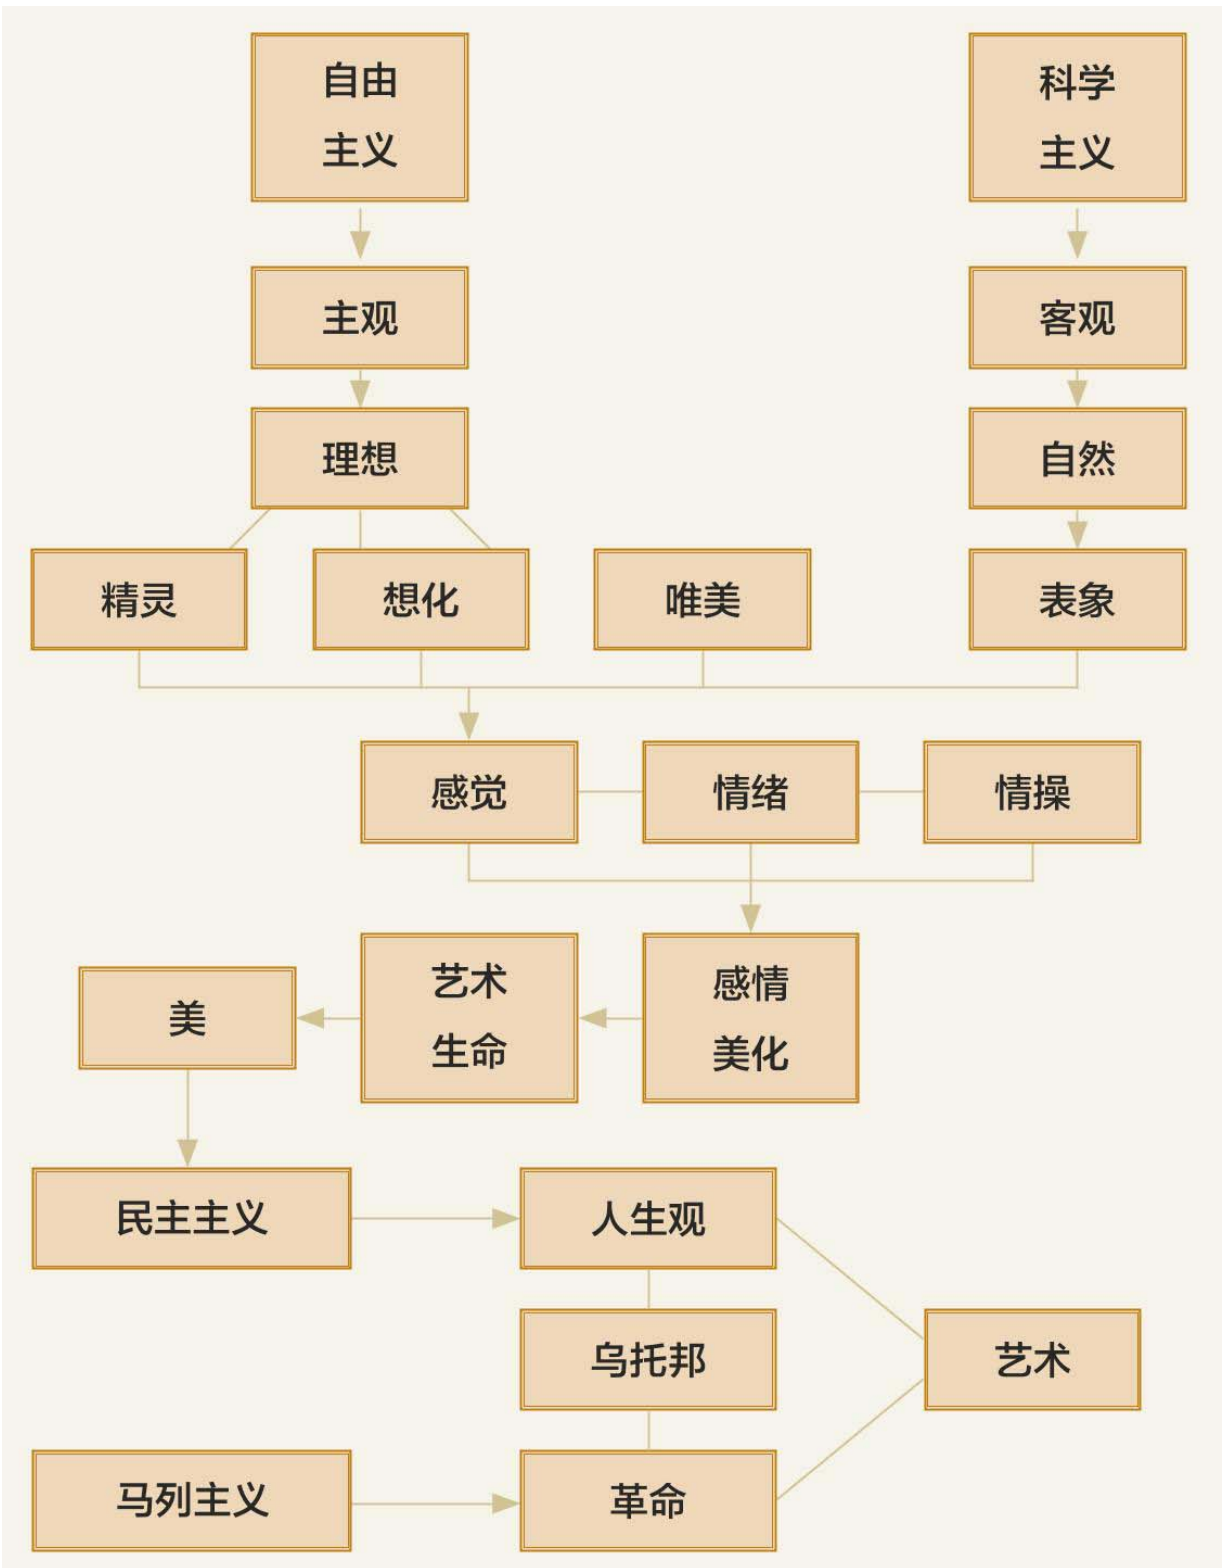 自由
主义
科学
主义
主观
客观
理想
自然
精灵
想化
唯美
表象
感觉
情绪
情操
美
艺术
生命
感情
美化
民主主义
人生观
乌托邦
艺术
马列主义
革命